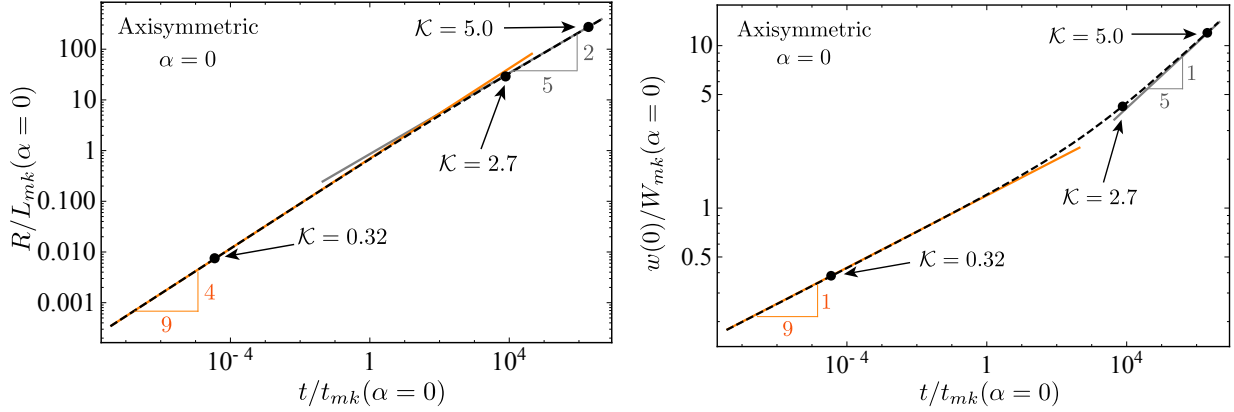 Axisymmetric
α = 0
K = 5.0
K = 2.7
K = 0.32
2
5
4
9
100
10
1
0.100
0.010
0.001
10^-4
1
10^4
R/L_mk(α = 0)
t/t_mk(α = 0)
Axisymmetric
α = 0
K = 5.0
K = 2.7
K = 0.32
1
5
1
9
10
5
1
0.5
10^-4
1
10^4
w(0)/W_mk(α = 0)
t/t_mk(α = 0)